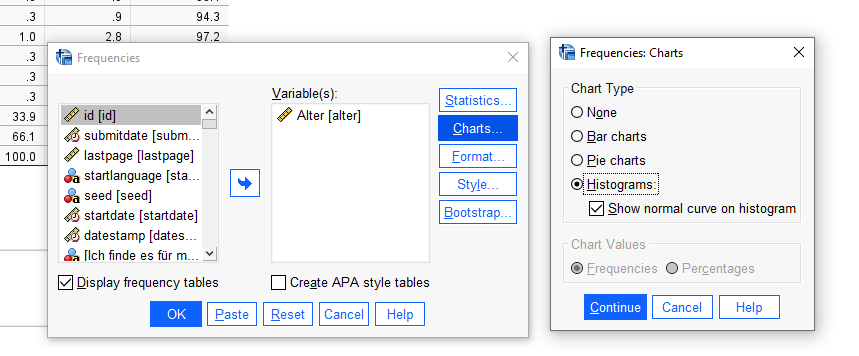 .3 .9 94.3
1.0 2.8 97.2
.3
.3
.3
33.9
66.1
100.0
Frequencies
Variable(s):
id [id]
submitdate [subm...
lastpage [lastpage]
startlanguage [sta...
seed [seed]
startdate [startdate]
datestamp [dates...
[Ich finde es für m...
Alter [alter]
Statistics...
Charts...
Format...
Style...
Bootstrap...
Display frequency tables
Create APA style tables
OK Paste Reset Cancel Help
Frequencies: Charts
Chart Type
None
Bar charts
Pie charts
Histograms:
Show normal curve on histogram
Chart Values
Frequencies Percentages
Continue Cancel Help